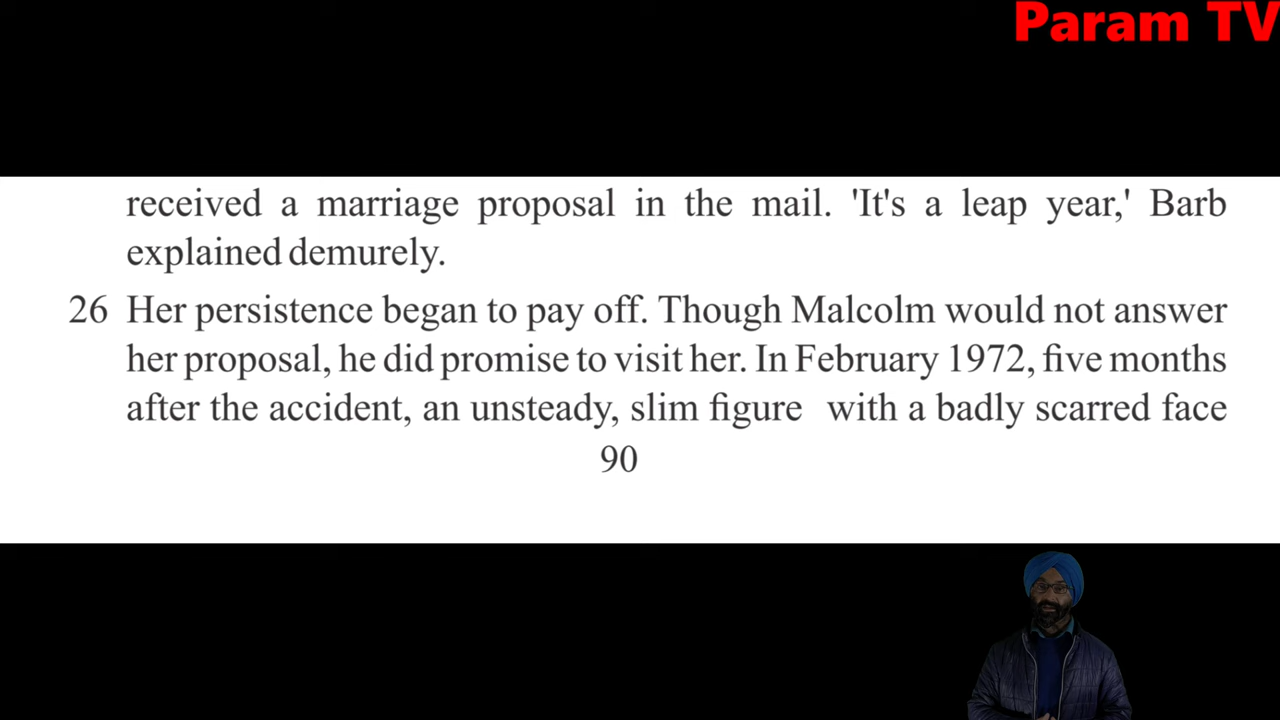 Param TV
received a marriage proposal in the mail. 'It's a leap year,' Barb
explained demurely.
26 Her persistence began to pay off. Though Malcolm would not answer
her proposal, he did promise to visit her. In February 1972, five months
after the accident, an unsteady, slim figure with a badly scarred face
90